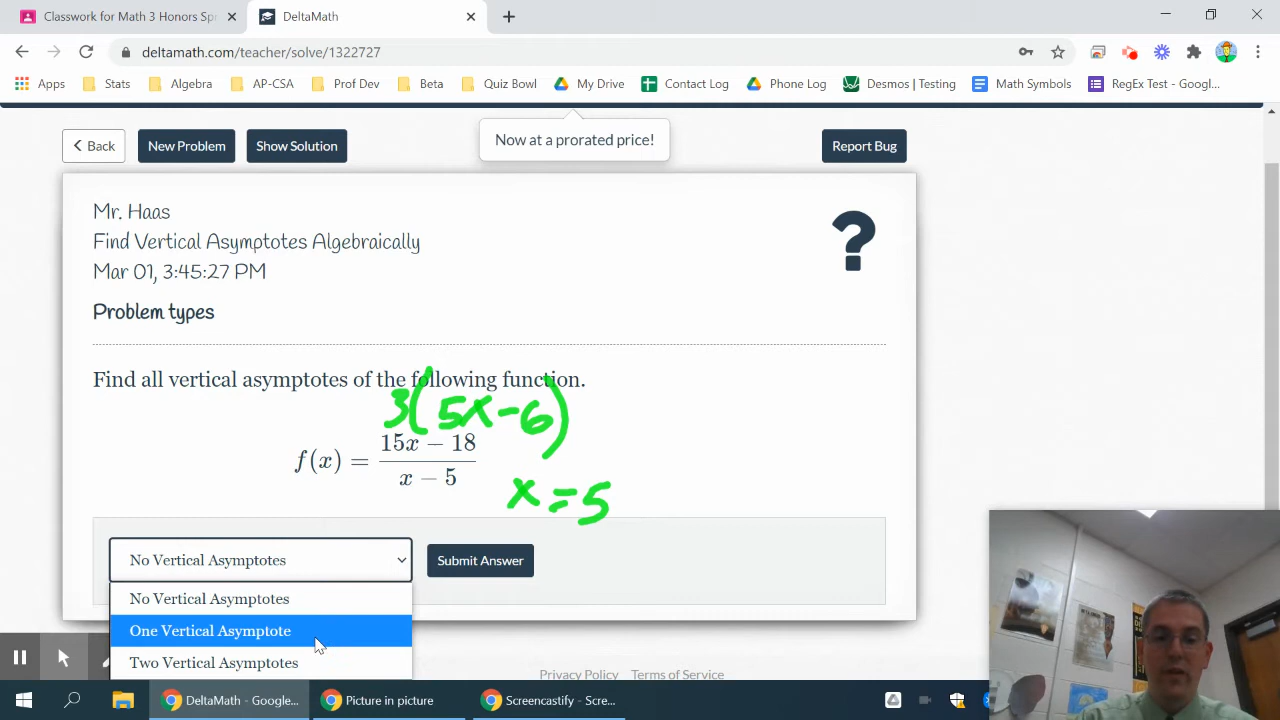 Classwork for Math 3 Honors Spr
DeltaMath
deltamath.com/teacher/solve/1322727
Apps Stats Algebra AP-CSA Prof Dev Beta Quiz Bowl My Drive Contact Log Phone Log Desmos | Testing Math Symbols RegEx Test - Googl...
Now at a prorated price!
Back New Problem Show Solution Report Bug
Mr. Haas
Find Vertical Asymptotes Algebraically
Mar 01, 3:45:27 PM
?
Problem types
Find all vertical asymptotes of the following function.
3(5x-6)
f(x) = 15x − 18
x − 5
x=5
No Vertical Asymptotes Submit Answer
No Vertical Asymptotes
One Vertical Asymptote
Two Vertical Asymptotes
Privacy Policy Terms of Service
DeltaMath - Google... Picture in picture Screencastify - Scre...